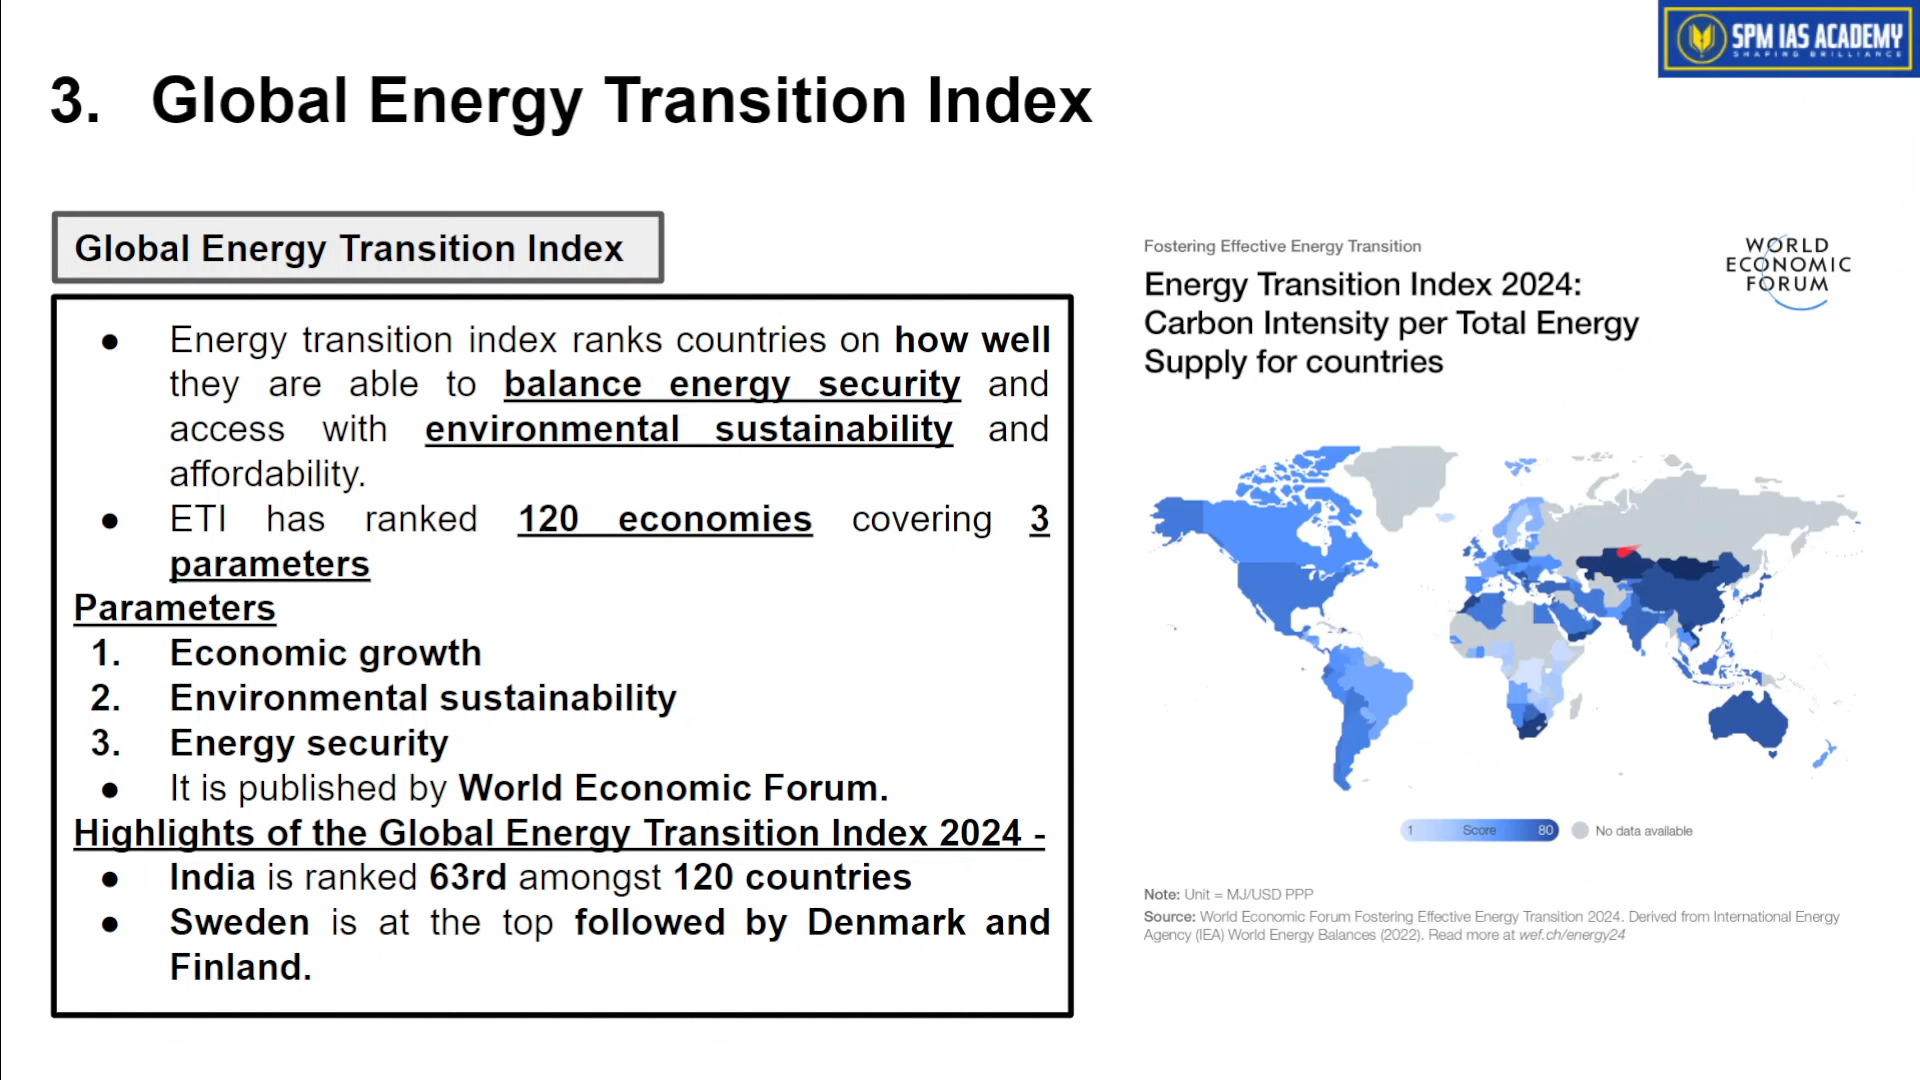 SPM IAS ACADEMY
SHAPING BRILLIANCE
3. Global Energy Transition Index
Global Energy Transition Index
● Energy transition index ranks countries on how well
they are able to balance energy security and
access with environmental sustainability and
affordability.
● ETI has ranked 120 economies covering 3
parameters
Parameters
1. Economic growth
2. Environmental sustainability
3. Energy security
● It is published by World Economic Forum.
Highlights of the Global Energy Transition Index 2024 -
● India is ranked 63rd amongst 120 countries
● Sweden is at the top followed by Denmark and
Finland.
Fostering Effective Energy Transition
Energy Transition Index 2024:
Carbon Intensity per Total Energy
Supply for countries
WORLD
ECONOMIC
FORUM
1 Score 80 No data available
Note: Unit = MJ/USD PPP
Source: World Economic Forum Fostering Effective Energy Transition 2024. Derived from International Energy
Agency (IEA) World Energy Balances (2022). Read more at wef.ch/energy24